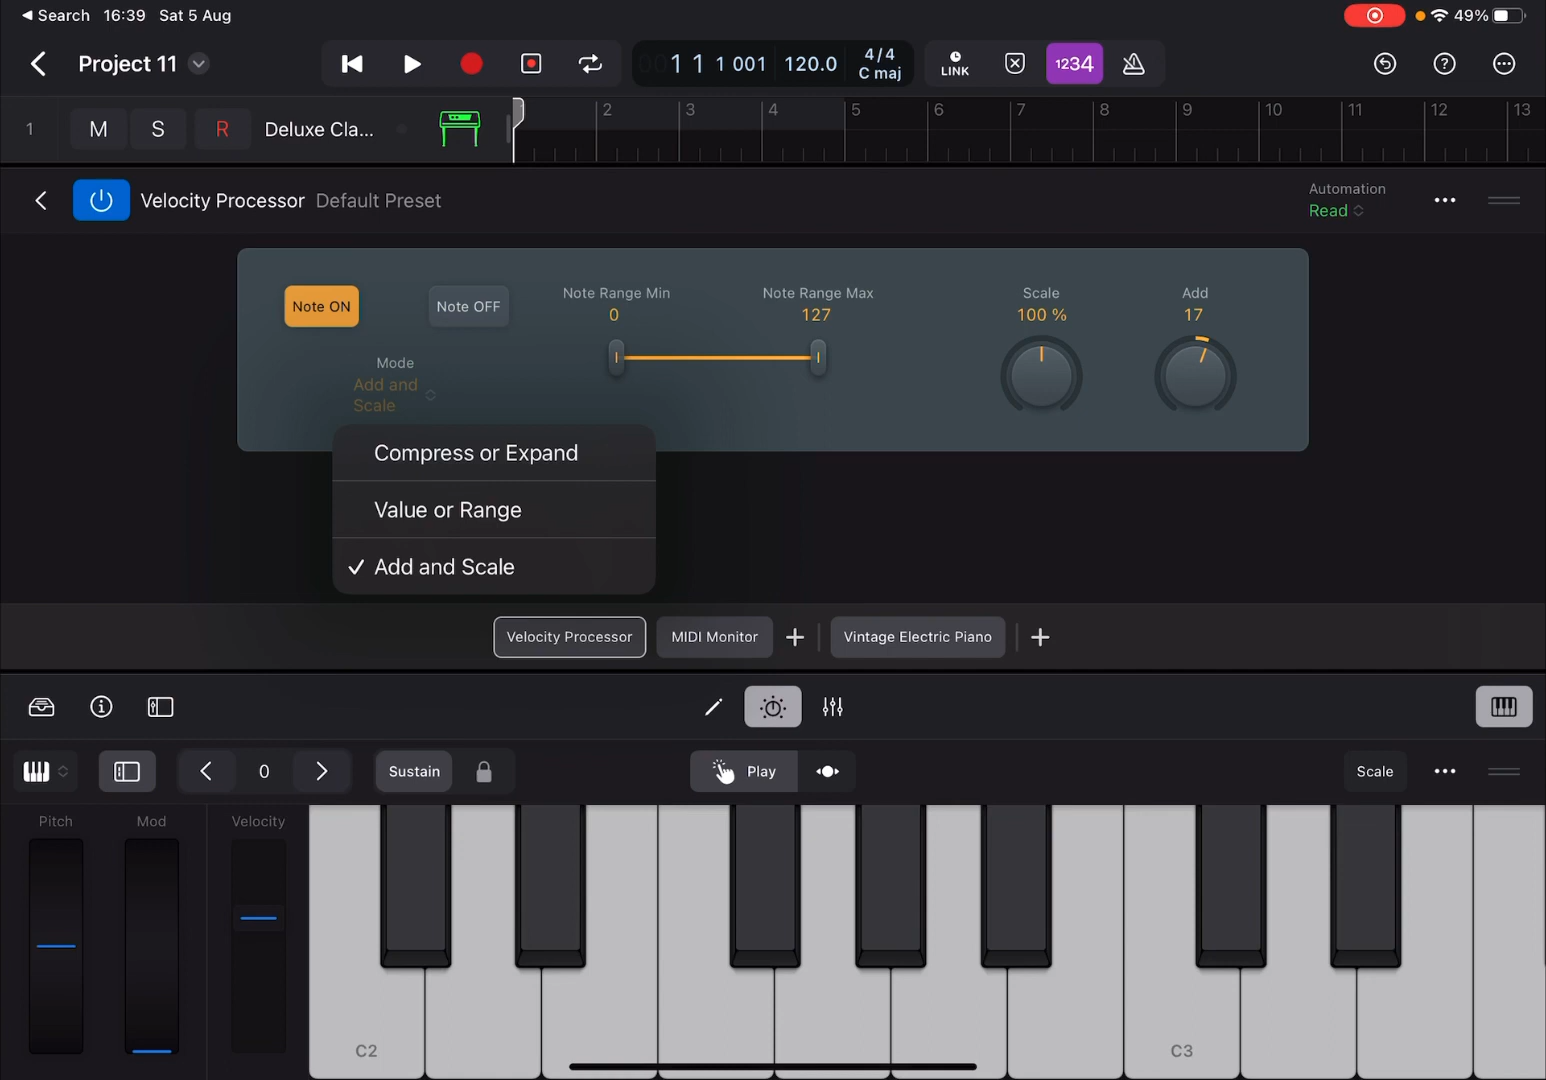 Search 16:39 Sat 5 Aug 49%
Project 11
001 1 1 1 001 120.0 4/4
C maj
LINK
1234
1 M S R Deluxe Cla... 2 3 4 5 6 7 8 9 10 11 12 13
Velocity Processor Default Preset
Automation
Read
Note ON Note OFF
Note Range Min
0
Note Range Max
127
Scale
100 %
Add
17
Mode
Add and
Scale
Compress or Expand
Value or Range
Add and Scale
Velocity Processor MIDI Monitor Vintage Electric Piano
0 Sustain Play Scale
Pitch Mod Velocity
C2 C3